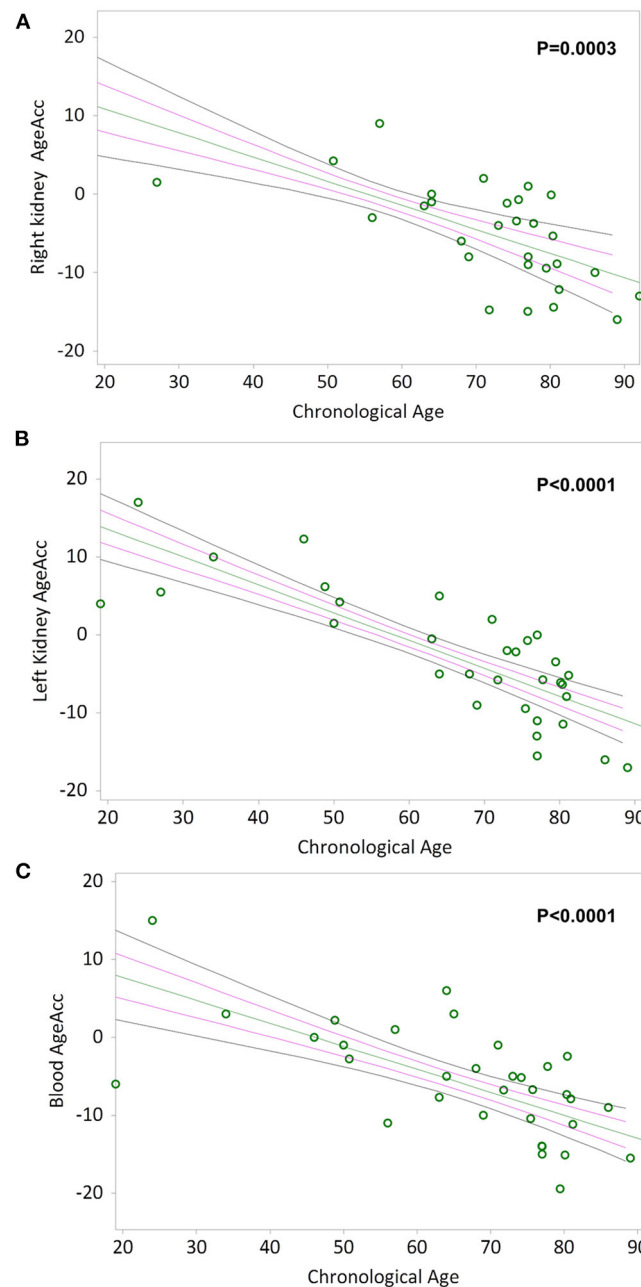 A
P=0.0003
20
10
0
-10
-20
Right kidney AgeAcc
20 30 40 50 60 70 80 90
Chronological Age
B
P<0.0001
20
10
0
-10
-20
Left Kidney AgeAcc
20 30 40 50 60 70 80 90
Chronological Age
C
P<0.0001
20
10
0
-10
-20
Blood AgeAcc
20 30 40 50 60 70 80 90
Chronological Age